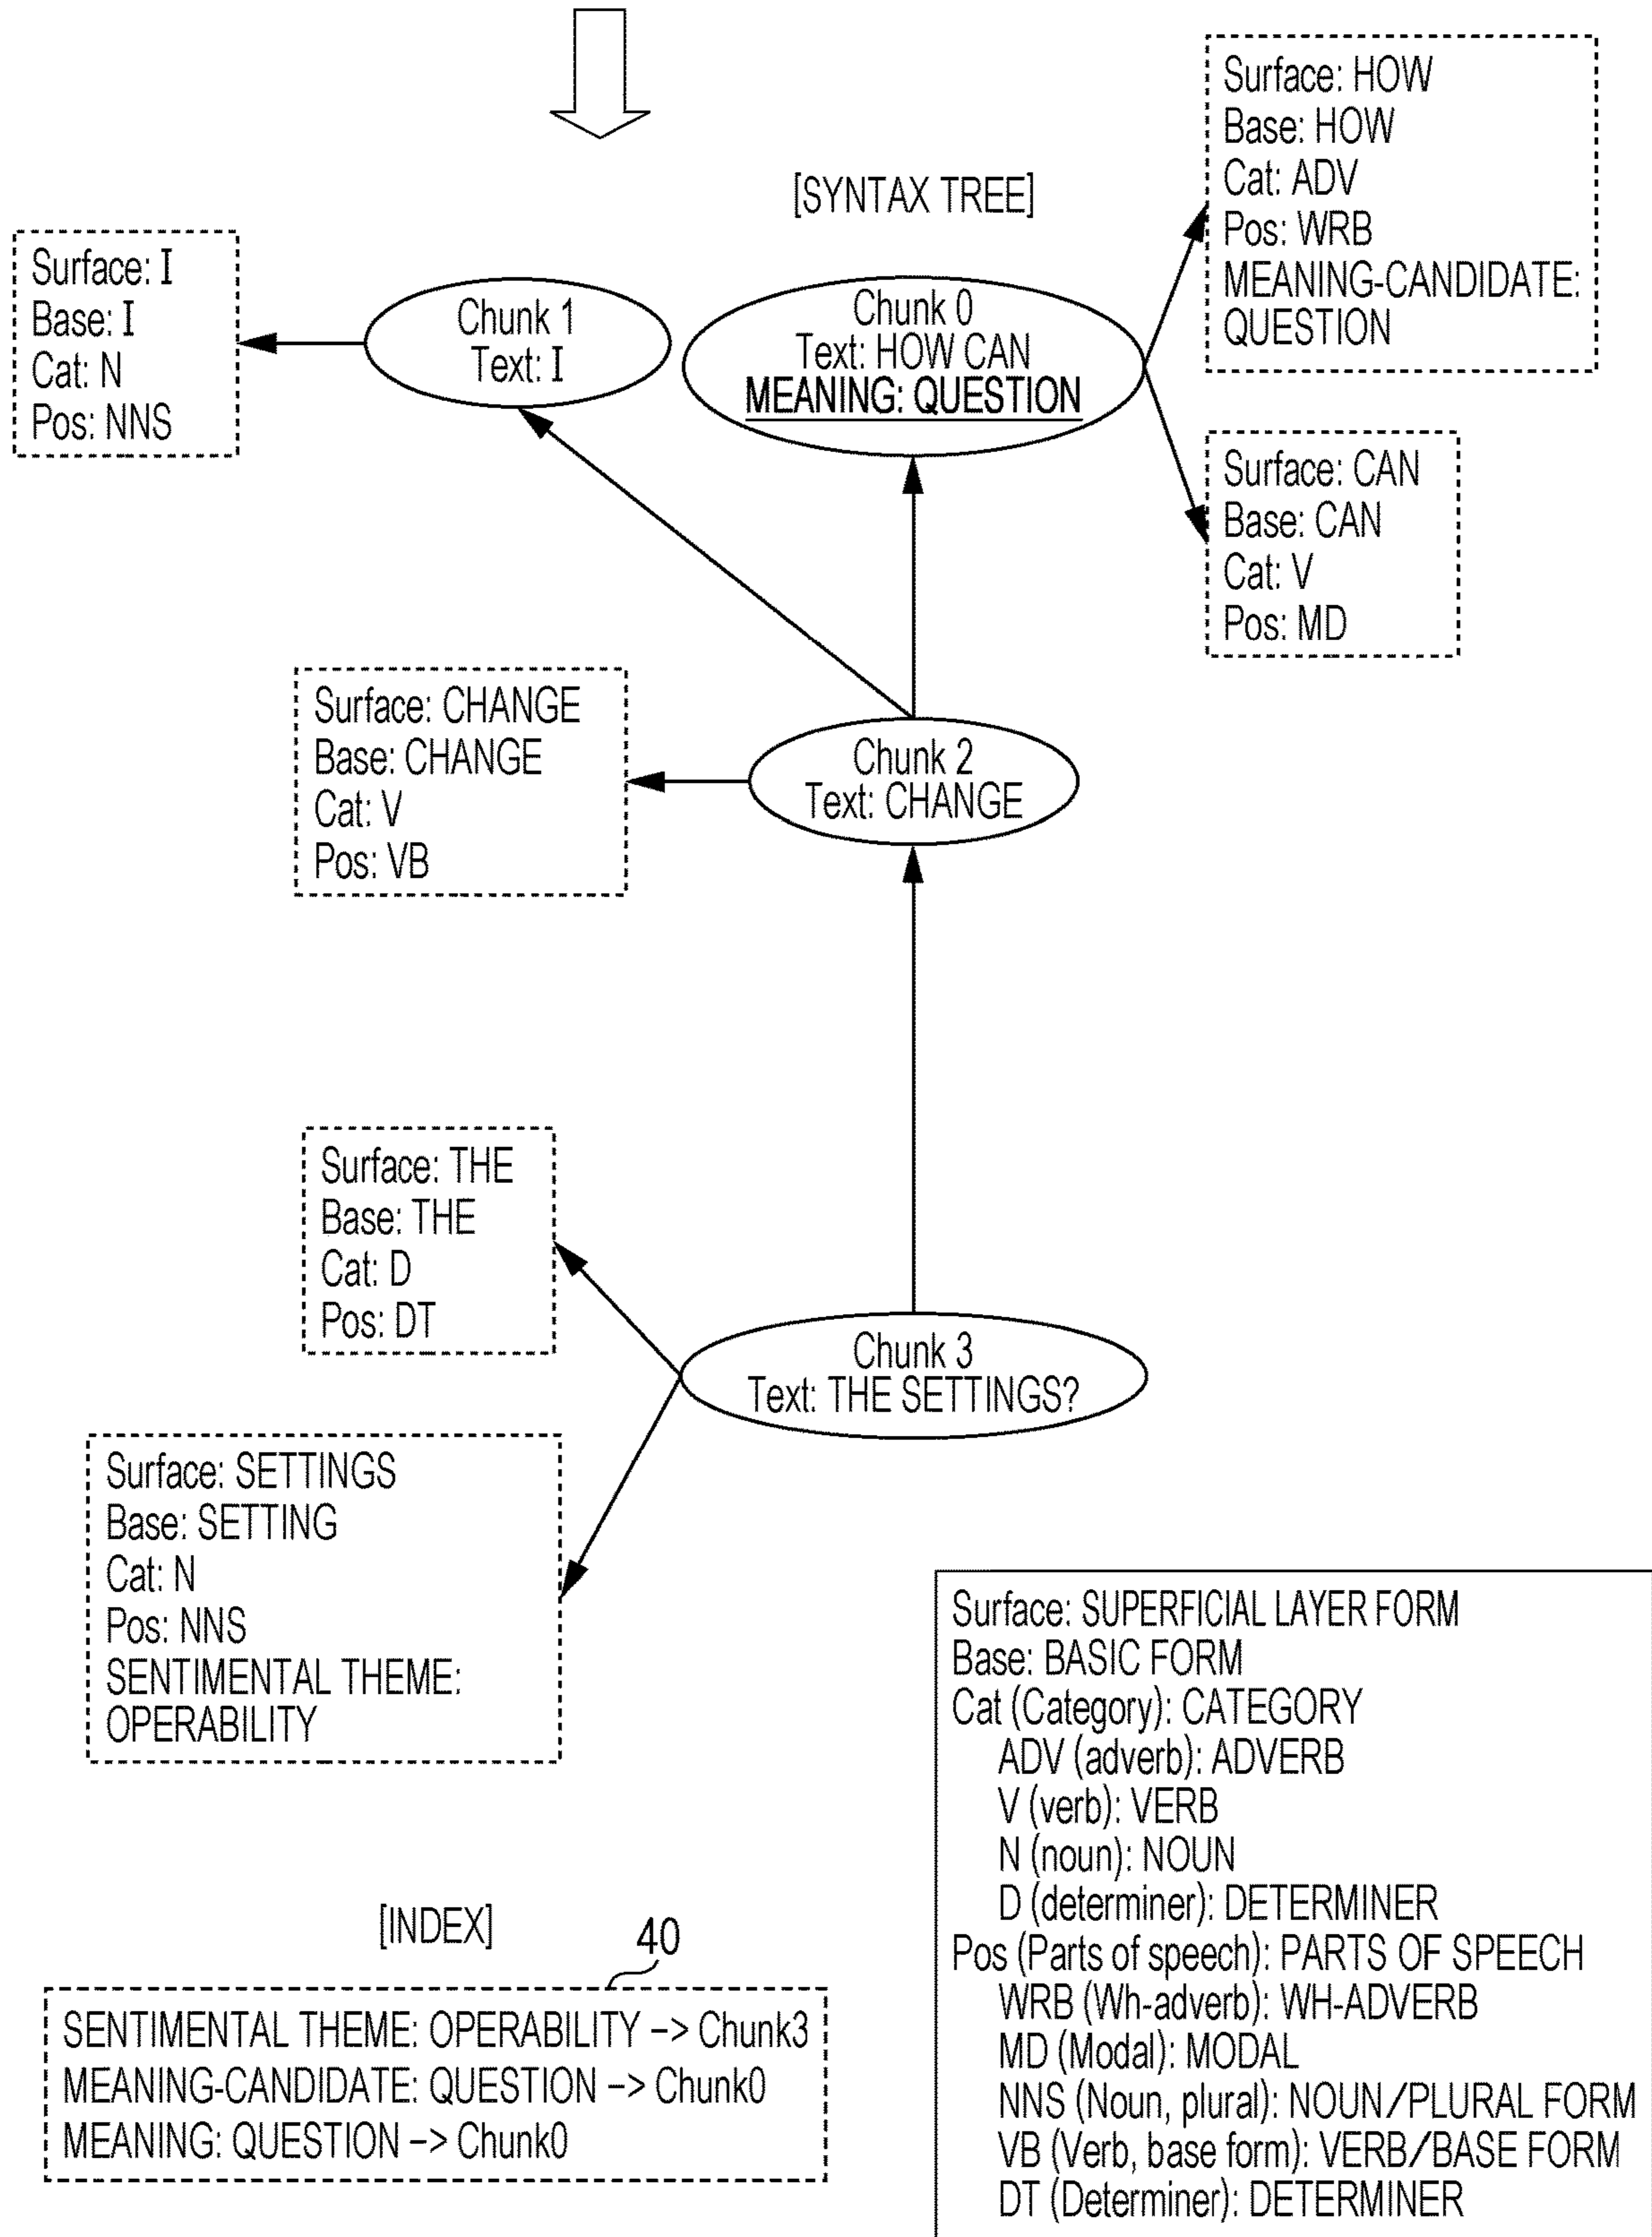 [SYNTAX TREE]
Surface: HOW
Base: HOW
Cat: ADV
Pos: WRB
MEANING-CANDIDATE:
QUESTION
Surface: I
Base: I
Cat: N
Pos: NNS
Chunk 1
Text: I
Chunk 0
Text: HOW CAN
MEANING: QUESTION
Surface: CAN
Base: CAN
Cat: V
Pos: MD
Surface: CHANGE
Base: CHANGE
Cat: V
Pos: VB
Chunk 2
Text: CHANGE
Surface: THE
Base: THE
Cat: D
Pos: DT
Chunk 3
Text: THE SETTINGS?
Surface: SETTINGS
Base: SETTING
Cat: N
Pos: NNS
SENTIMENTAL THEME:
OPERABILITY
[INDEX]
40
SENTIMENTAL THEME: OPERABILITY –> Chunk3
MEANING-CANDIDATE: QUESTION –> Chunk0
MEANING: QUESTION –> Chunk0
Surface: SUPERFICIAL LAYER FORM
Base: BASIC FORM
Cat (Category): CATEGORY
ADV (adverb): ADVERB
V (verb): VERB
N (noun): NOUN
D (determiner): DETERMINER
Pos (Parts of speech): PARTS OF SPEECH
WRB (Wh-adverb): WH-ADVERB
MD (Modal): MODAL
NNS (Noun, plural): NOUN/PLURAL FORM
VB (Verb, base form): VERB/BASE FORM
DT (Determiner): DETERMINER